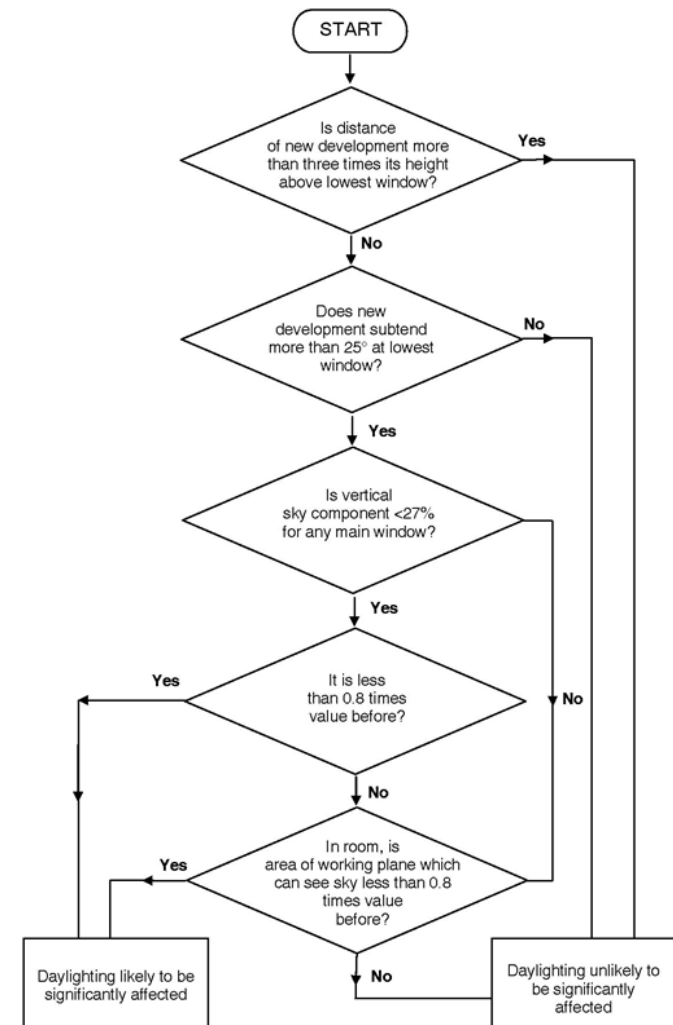 START
Is distance
of new development more
than three times its height
above lowest window?
Yes
No
Does new
development subtend
more than 25° at lowest
window?
No
Yes
Is vertical
sky component <27%
for any main window?
Yes
No
It is less
than 0.8 times
value before?
Yes
No
In room, is
area of working plane which
can see sky less than 0.8
times value
before?
Yes
No
Daylighting likely to be
significantly affected
Daylighting unlikely to
be significantly
affected